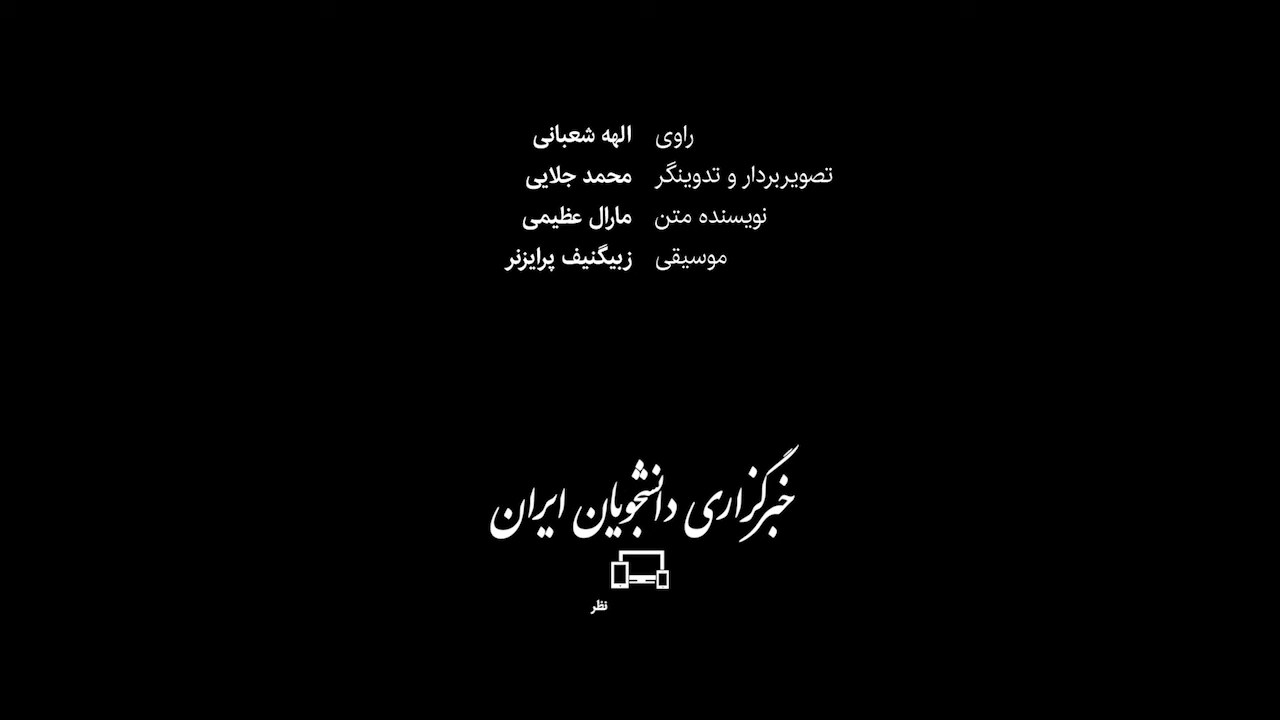 راوی الهه شعبانی
تصویربردار و تدوینگر محمد جلایی
نویسنده متن مارال عظیمی
موسیقی زبیگنیف پرایزنر
خبرگزاری دانشجویان ایران
نظر